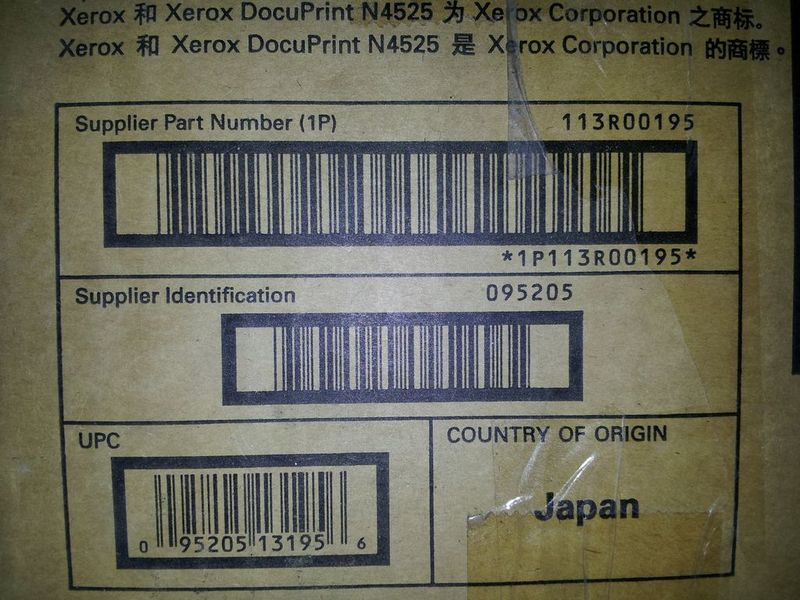 Xerox 和 Xerox DocuPrint N4525 为 Xerox Corporation 之商标。
Xerox 和 Xerox DocuPrint N4525 是 Xerox Corporation 的商標。
Supplier Part Number (1P) 113R00195
*1P113R00195*
Supplier Identification 095205
UPC
0 95205 13195 6
COUNTRY OF ORIGIN
Japan